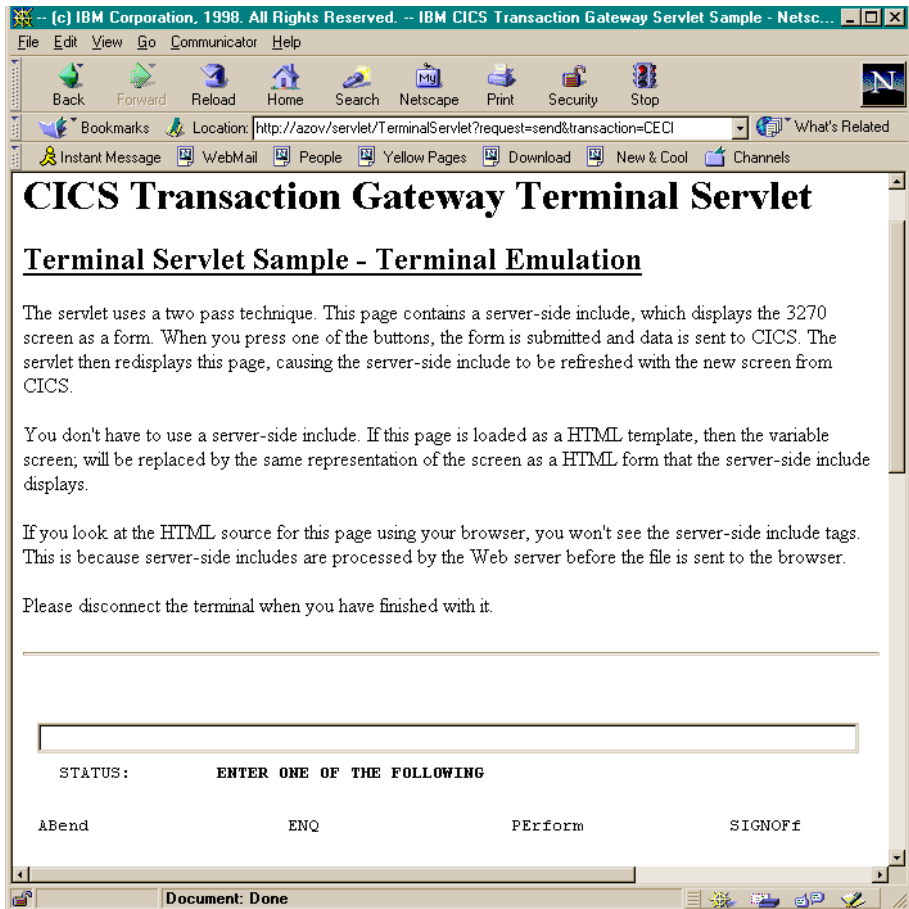 -- (c) IBM Corporation, 1998. All Rights Reserved. -- IBM CICS Transaction Gateway Servlet Sample - Netsc...
File Edit View Go Communicator Help
My
N
Back Forward Reload Home Search Netscape Print Security Stop
Bookmarks Location: http://azov/servlet/TerminalServlet?request=send&transaction=CECI What's Related
Instant Message WebMail People Yellow Pages Download New & Cool Channels
CICS Transaction Gateway Terminal Servlet
Terminal Servlet Sample - Terminal Emulation
The servlet uses a two pass technique. This page contains a server-side include, which displays the 3270
screen as a form. When you press one of the buttons, the form is submitted and data is sent to CICS. The
servlet then redisplays this page, causing the server-side include to be refreshed with the new screen from
CICS.
You don't have to use a server-side include. If this page is loaded as a HTML template, then the variable
screen; will be replaced by the same representation of the screen as a HTML form that the server-side include
displays.
If you look at the HTML source for this page using your browser, you won't see the server-side include tags.
This is because server-side includes are processed by the Web server before the file is sent to the browser.
Please disconnect the terminal when you have finished with it.
STATUS: ENTER ONE OF THE FOLLOWING
ABend ENQ PErform SIGNOFf
Document: Done